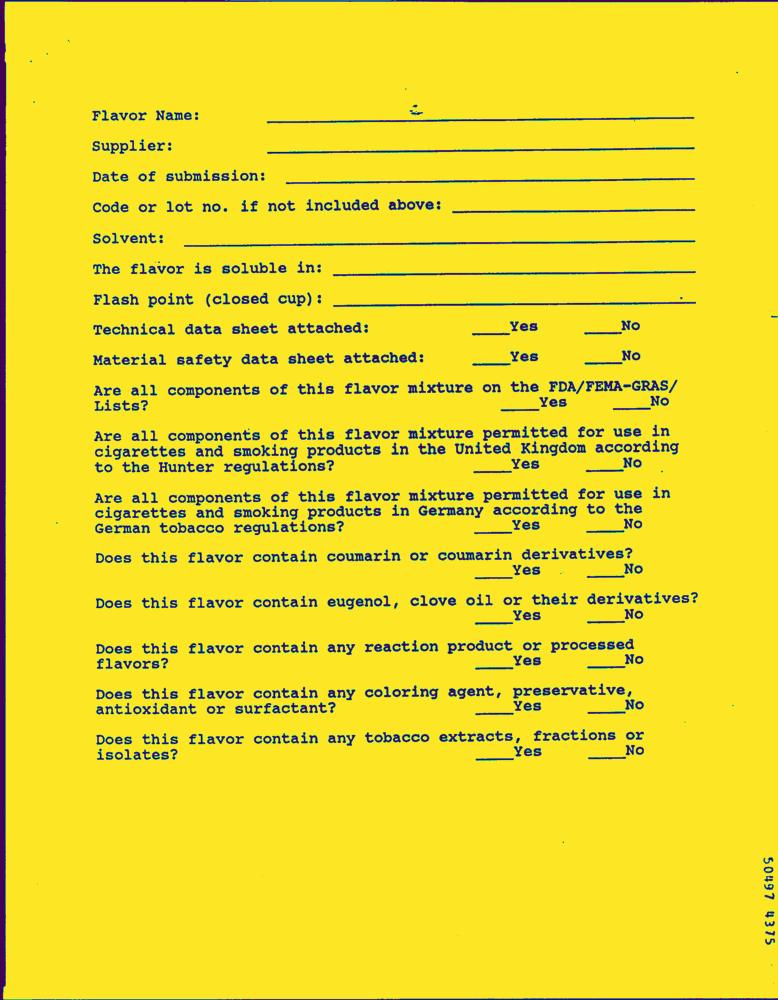 Flavor Name: ____
Supplier: ____
Date of submission: ____
Code or lot no. if not included above: ____
Solvent: ____
The flavor is soluble in: ____
Flash point (closed cup): ____
Technical data sheet attached: ____Yes ____No
Material safety data sheet attached: ____Yes ____No
Are all components of this flavor mixture on the FDA/FEMA-GRAS/
Lists? ____Yes ____No
Are all components of this flavor mixture permitted for use in
cigarettes and smoking products in the United Kingdom according
to the Hunter regulations? ____Yes ____No
Are all components of this flavor mixture permitted for use in
cigarettes and smoking products in Germany according to the
German tobacco regulations? ____Yes ____No
Does this flavor contain coumarin or coumarin derivatives?
____Yes ____No
Does this flavor contain eugenol, clove oil or their derivatives?
____Yes ____No
Does this flavor contain any reaction product or processed
flavors? ____Yes ____No
Does this flavor contain any coloring agent, preservative,
antioxidant or surfactant? ____Yes ____No
Does this flavor contain any tobacco extracts, fractions or
isolates? ____Yes ____No
50497 4375